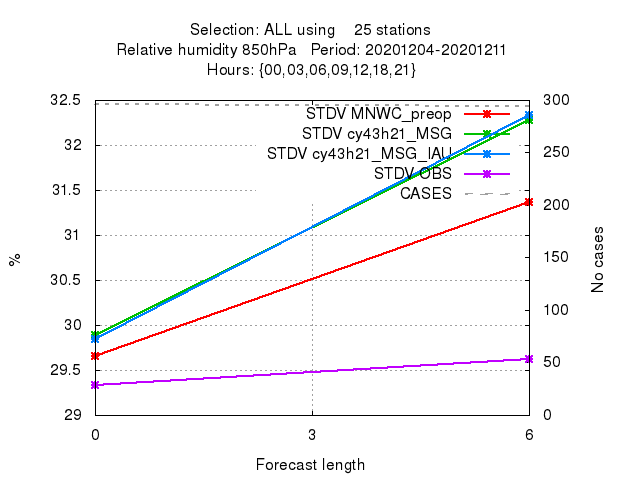 Selection: ALL using 25 stations
Relative humidity 850hPa Period: 20201204-20201211
Hours: {00,03,06,09,12,18,21}
32.5
32
31.5
31
30.5
30
29.5
29
300
250
200
150
100
50
0
STDV MNWC_preop
STDV cy43h21_MSG
STDV cy43h21_MSG_IAU
STDV OBS
CASES
%
No cases
0 3 6
Forecast length